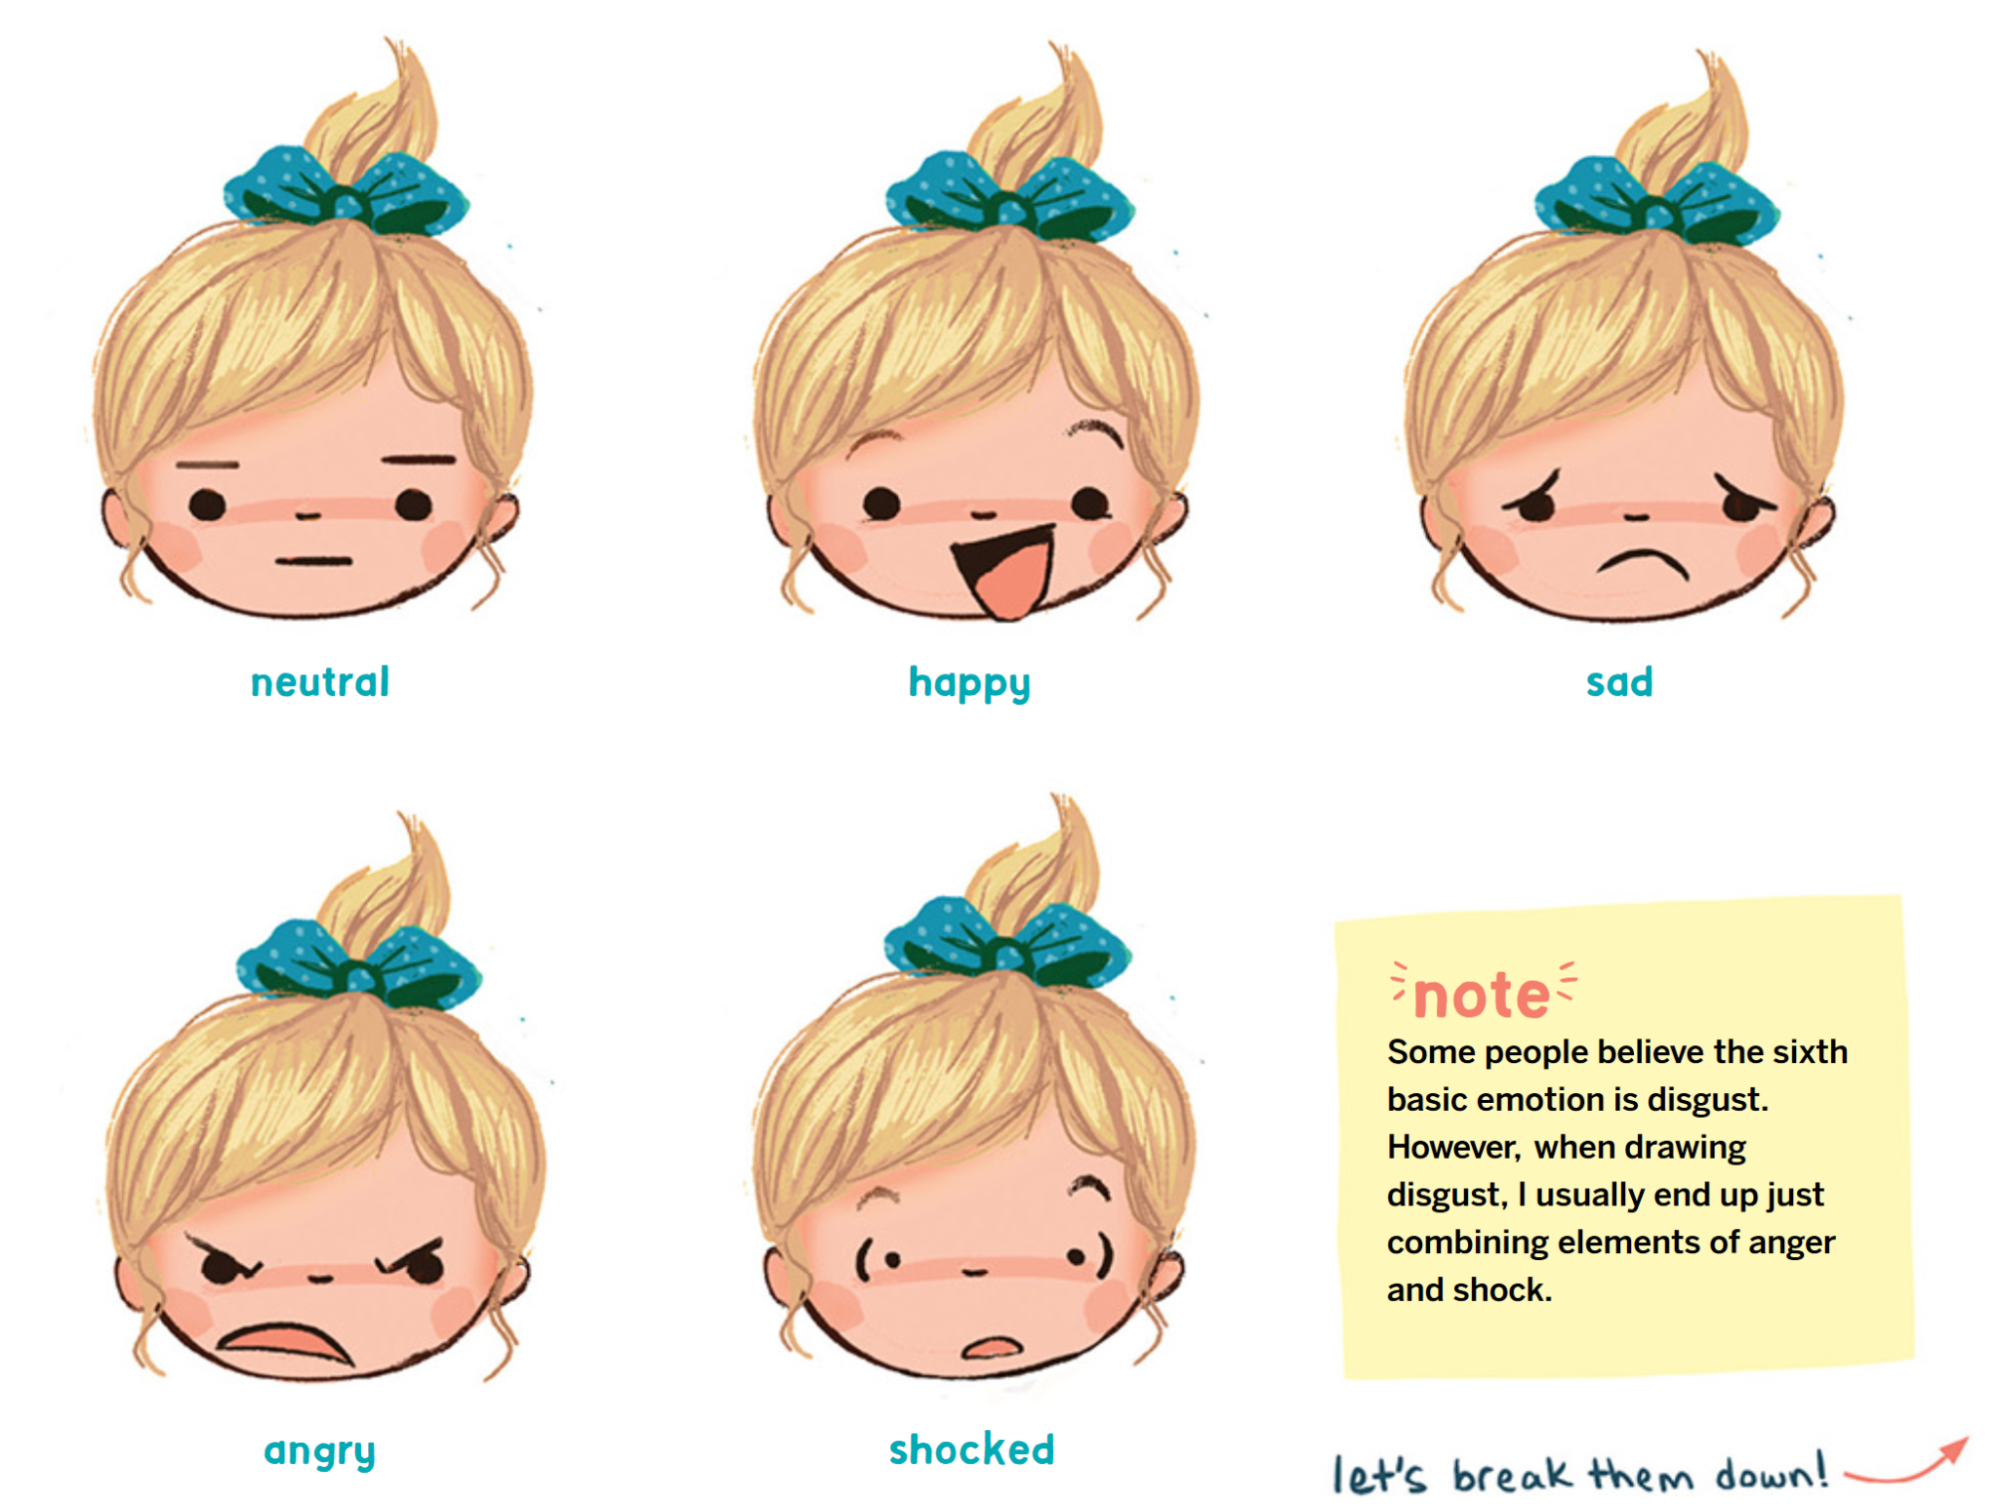 neutral
happy
sad
angry
shocked
note
Some people believe the sixth
basic emotion is disgust.
However, when drawing
disgust, I usually end up just
combining elements of anger
and shock.
let's break them down!